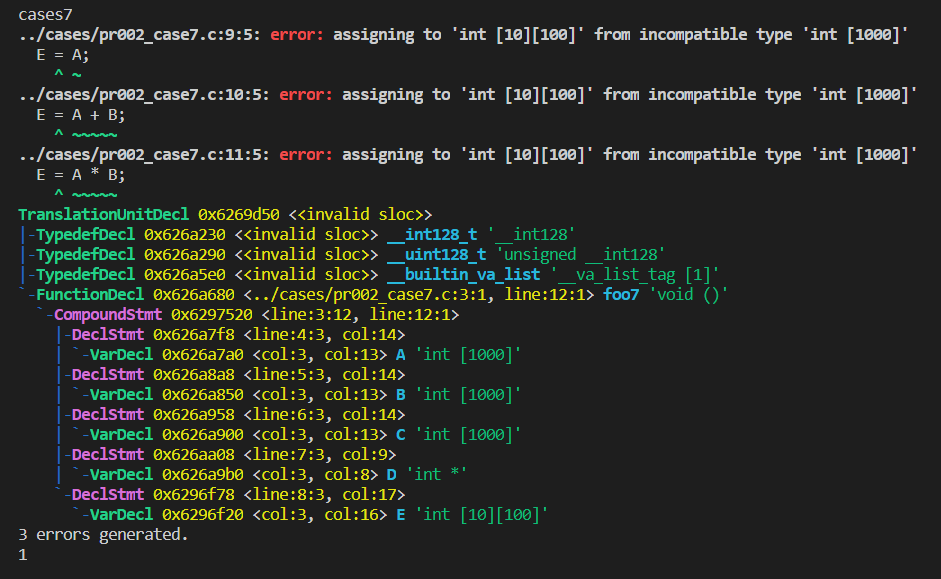 cases7
../cases/pr002_case7.c:9:5: error: assigning to 'int [10][100]' from incompatible type 'int [1000]'
  E = A;
    ^ ~
../cases/pr002_case7.c:10:5: error: assigning to 'int [10][100]' from incompatible type 'int [1000]'
  E = A + B;
    ^ ~~~~~
../cases/pr002_case7.c:11:5: error: assigning to 'int [10][100]' from incompatible type 'int [1000]'
  E = A * B;
    ^ ~~~~~
TranslationUnitDecl 0x6269d50 <<invalid sloc>>
|-TypedefDecl 0x626a230 <<invalid sloc>> __int128_t '__int128'
|-TypedefDecl 0x626a290 <<invalid sloc>> __uint128_t 'unsigned __int128'
|-TypedefDecl 0x626a5e0 <<invalid sloc>> __builtin_va_list '__va_list_tag [1]'
`-FunctionDecl 0x626a680 <../cases/pr002_case7.c:3:1, line:12:1> foo7 'void ()'
  `-CompoundStmt 0x6297520 <line:3:12, line:12:1>
    |-DeclStmt 0x626a7f8 <line:4:3, col:14>
    | `-VarDecl 0x626a7a0 <col:3, col:13> A 'int [1000]'
    |-DeclStmt 0x626a8a8 <line:5:3, col:14>
    | `-VarDecl 0x626a850 <col:3, col:13> B 'int [1000]'
    |-DeclStmt 0x626a958 <line:6:3, col:14>
    | `-VarDecl 0x626a900 <col:3, col:13> C 'int [1000]'
    |-DeclStmt 0x626aa08 <line:7:3, col:9>
    | `-VarDecl 0x626a9b0 <col:3, col:8> D 'int *'
    `-DeclStmt 0x6296f78 <line:8:3, col:17>
      `-VarDecl 0x6296f20 <col:3, col:16> E 'int [10][100]'
3 errors generated.
1